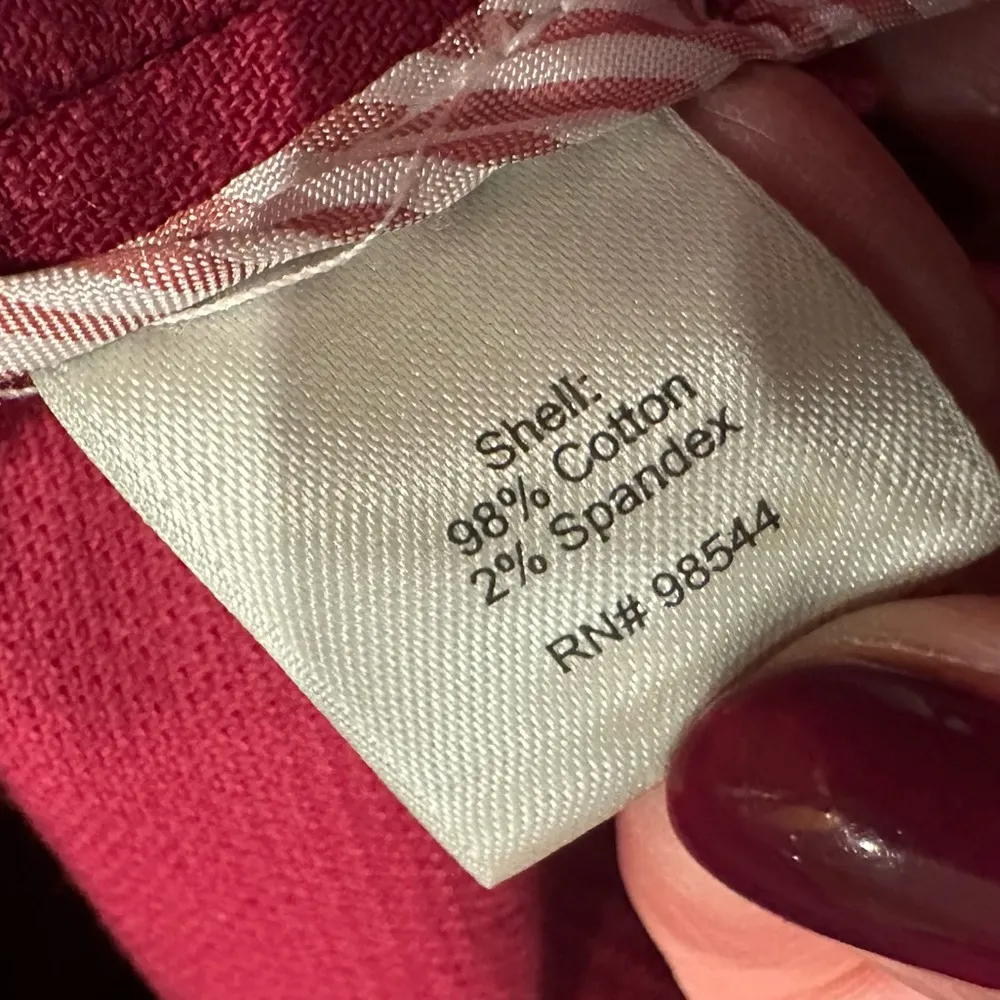 Shell:
98% Cotton
2% Spandex
RN# 98544